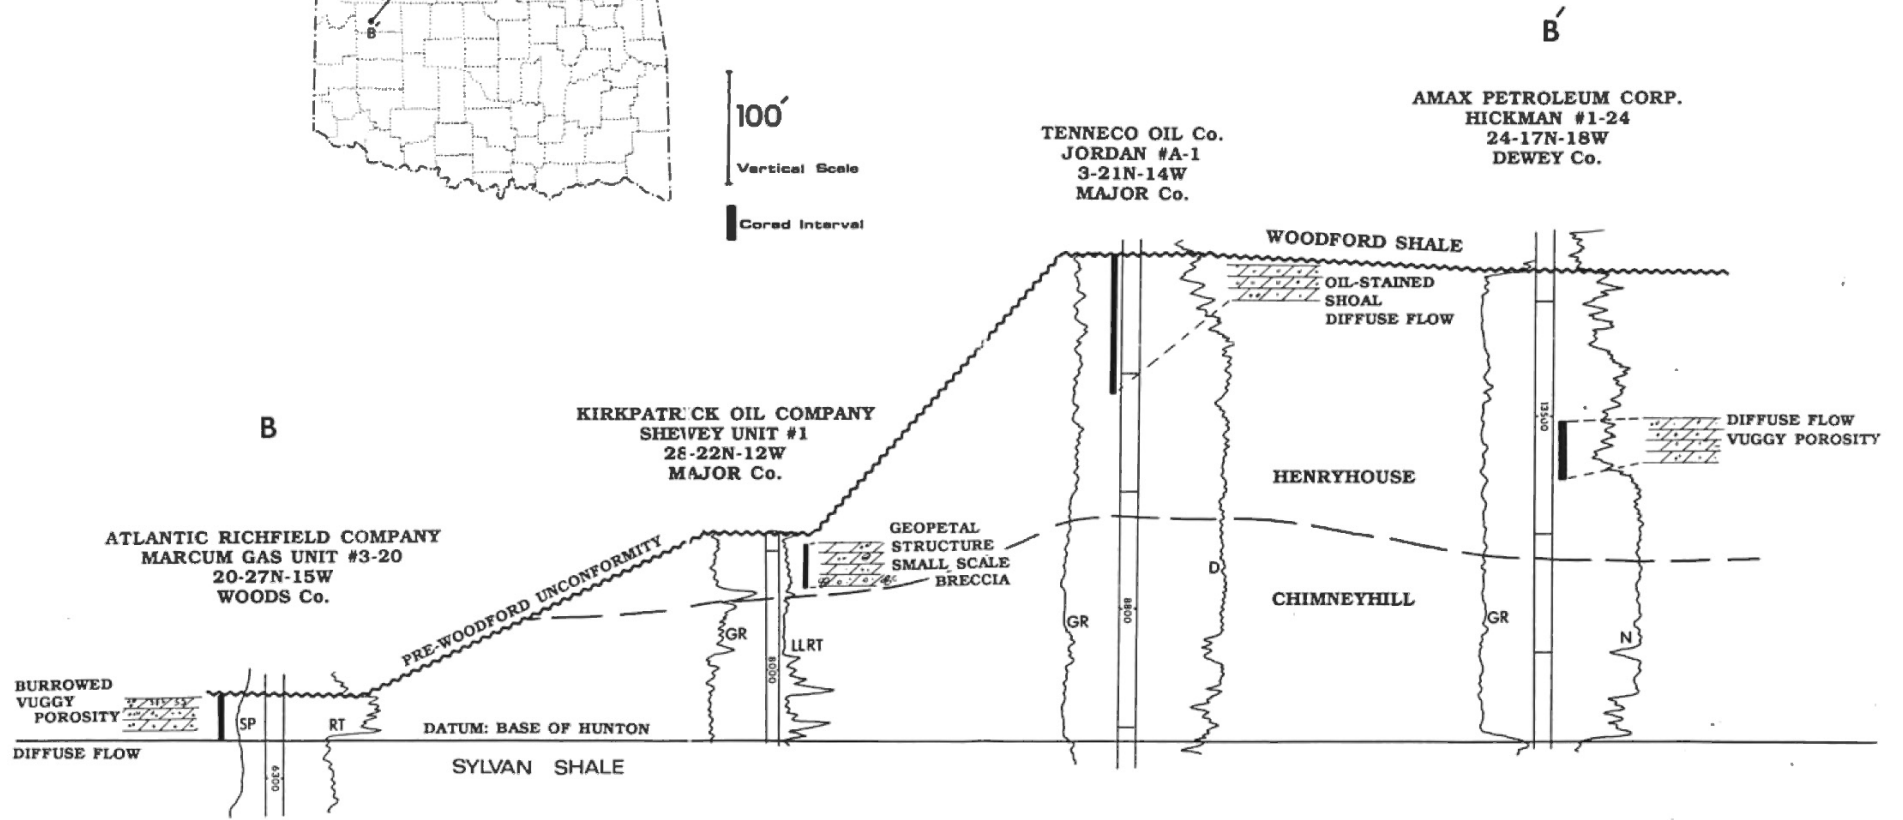 B'
100'
Vertical Scale
Cored Interval
B'
AMAX PETROLEUM CORP.
HICKMAN #1-24
24-17N-18W
DEWEY Co.
TENNECO OIL Co.
JORDAN #A-1
3-21N-14W
MAJOR Co.
WOODFORD SHALE
OIL-STAINED
SHOAL
DIFFUSE FLOW
B
KIRKPATRICK OIL COMPANY
SHEWEY UNIT #1
28-22N-12W
MAJOR Co.
13500
DIFFUSE FLOW
VUGGY POROSITY
HENRYHOUSE
ATLANTIC RICHFIELD COMPANY
MARCUM GAS UNIT #3-20
20-27N-15W
WOODS Co.
PRE-WOODFORD UNCONFORMITY
GEOPETAL
STRUCTURE
SMALL SCALE
BRECCIA
D
CHIMNEYHILL
GR
LLRT
8000
GR
8800
GR
N
BURROWED
VUGGY
POROSITY
SP
RT
DATUM: BASE OF HUNTON
DIFFUSE FLOW
6300
SYLVAN SHALE